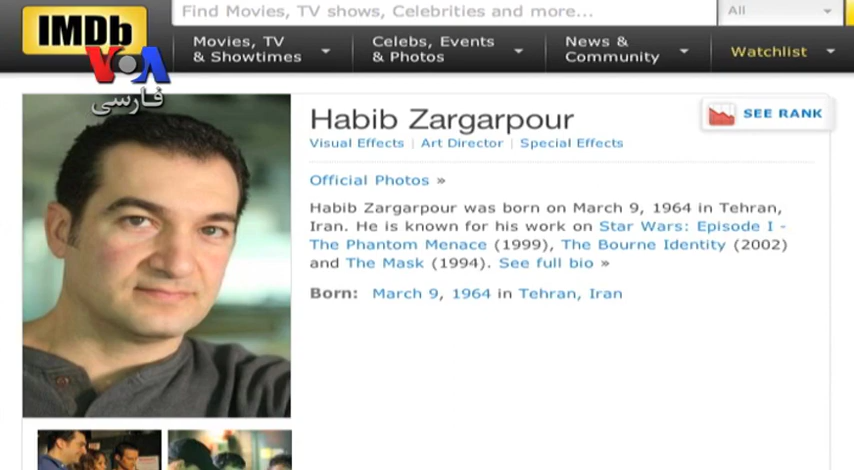 IMDb
Find Movies, TV shows, Celebrities and more...
All
Movies, TV
& Showtimes
Celebs, Events
& Photos
News &
Community
Watchlist
VOA
فارسی
Habib Zargarpour
SEE RANK
Visual Effects | Art Director | Special Effects
Official Photos »
Habib Zargarpour was born on March 9, 1964 in Tehran,
Iran. He is known for his work on Star Wars: Episode I -
The Phantom Menace (1999), The Bourne Identity (2002)
and The Mask (1994). See full bio »
Born: March 9, 1964 in Tehran, Iran